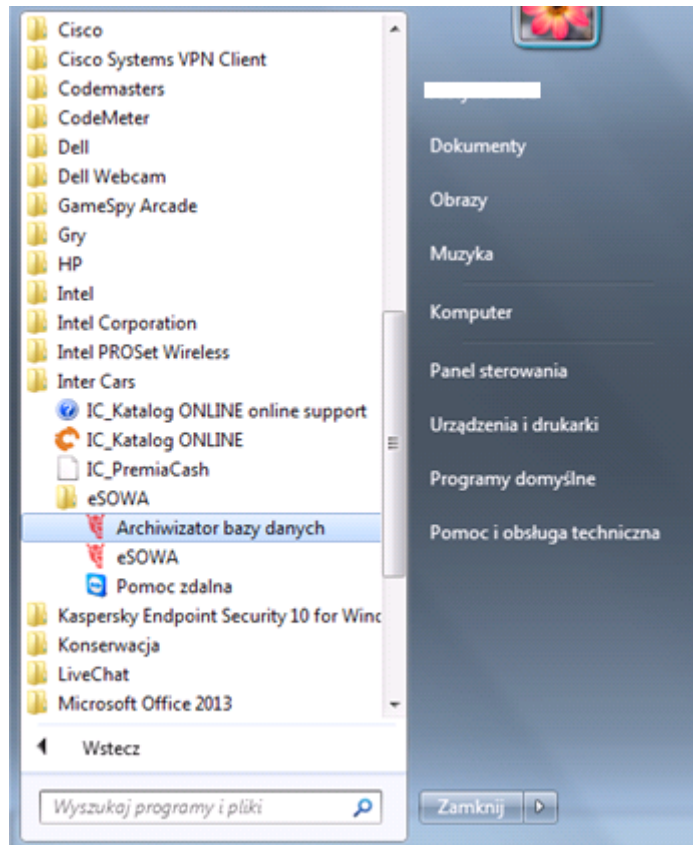 Cisco
Cisco Systems VPN Client
Codemasters
CodeMeter
Dell
Dell Webcam
GameSpy Arcade
Gry
HP
Intel
Intel Corporation
Intel PROSet Wireless
Inter Cars
IC_Katalog ONLINE online support
IC_Katalog ONLINE
IC_PremiaCash
eSOWA
Archiwizator bazy danych
eSOWA
Pomoc zdalna
Kaspersky Endpoint Security 10 for Winc
Konserwacja
LiveChat
Microsoft Office 2013
Wstecz
Wyszukaj programy i pliki
Dokumenty
Obrazy
Muzyka
Komputer
Panel sterowania
Urządzenia i drukarki
Programy domyślne
Pomoc i obsługa techniczna
Zamknij